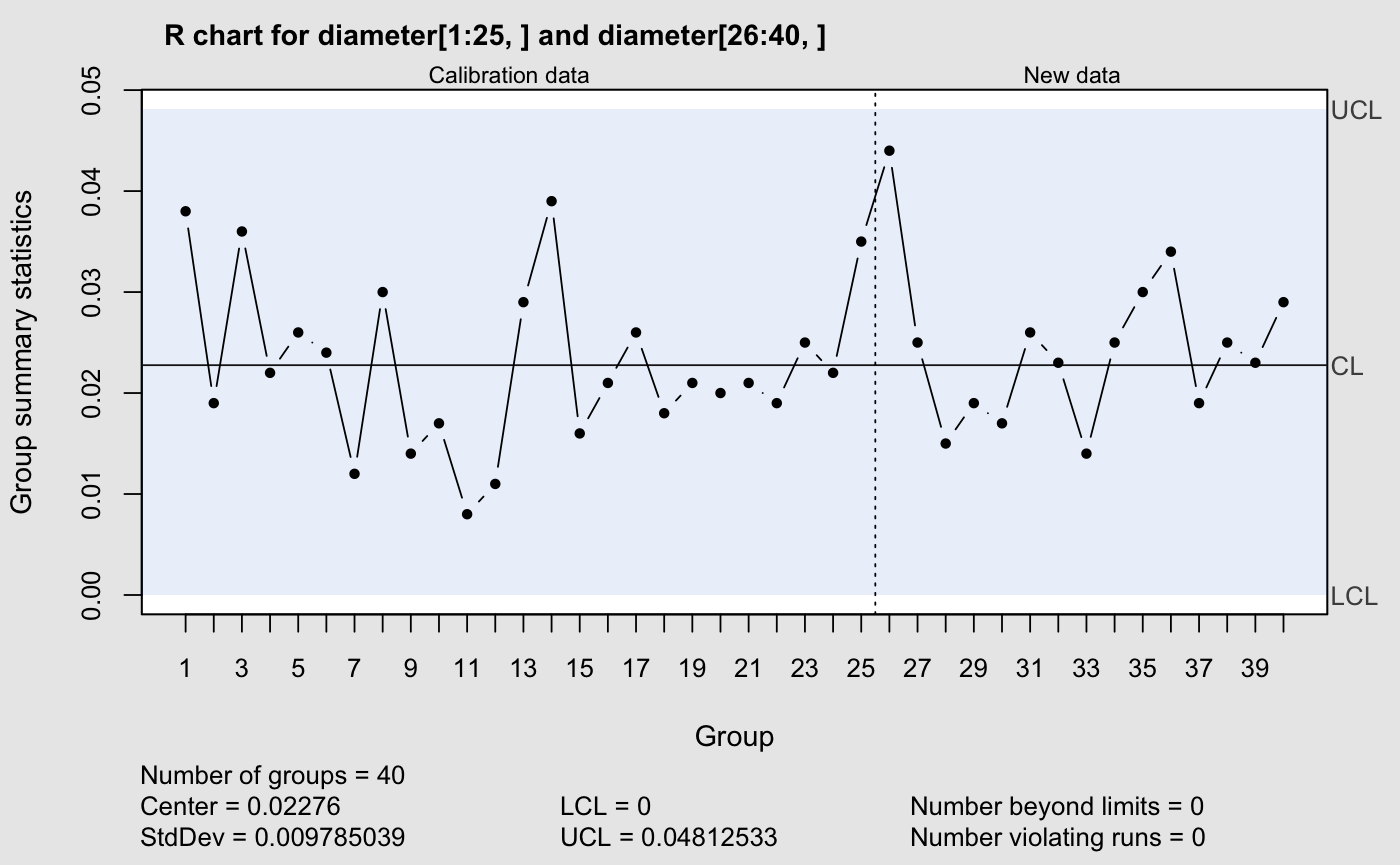 R chart for diameter[1:25, ] and diameter[26:40, ]
Calibration data
New data
Group summary statistics
0.05
0.04
0.03
0.02
0.01
0.00
UCL
CL
LCL
1 3 5 7 9 11 13 15 17 19 21 23 25 27 29 31 33 35 37 39
Group
Number of groups = 40
Center = 0.02276
StdDev = 0.009785039
LCL = 0
UCL = 0.04812533
Number beyond limits = 0
Number violating runs = 0